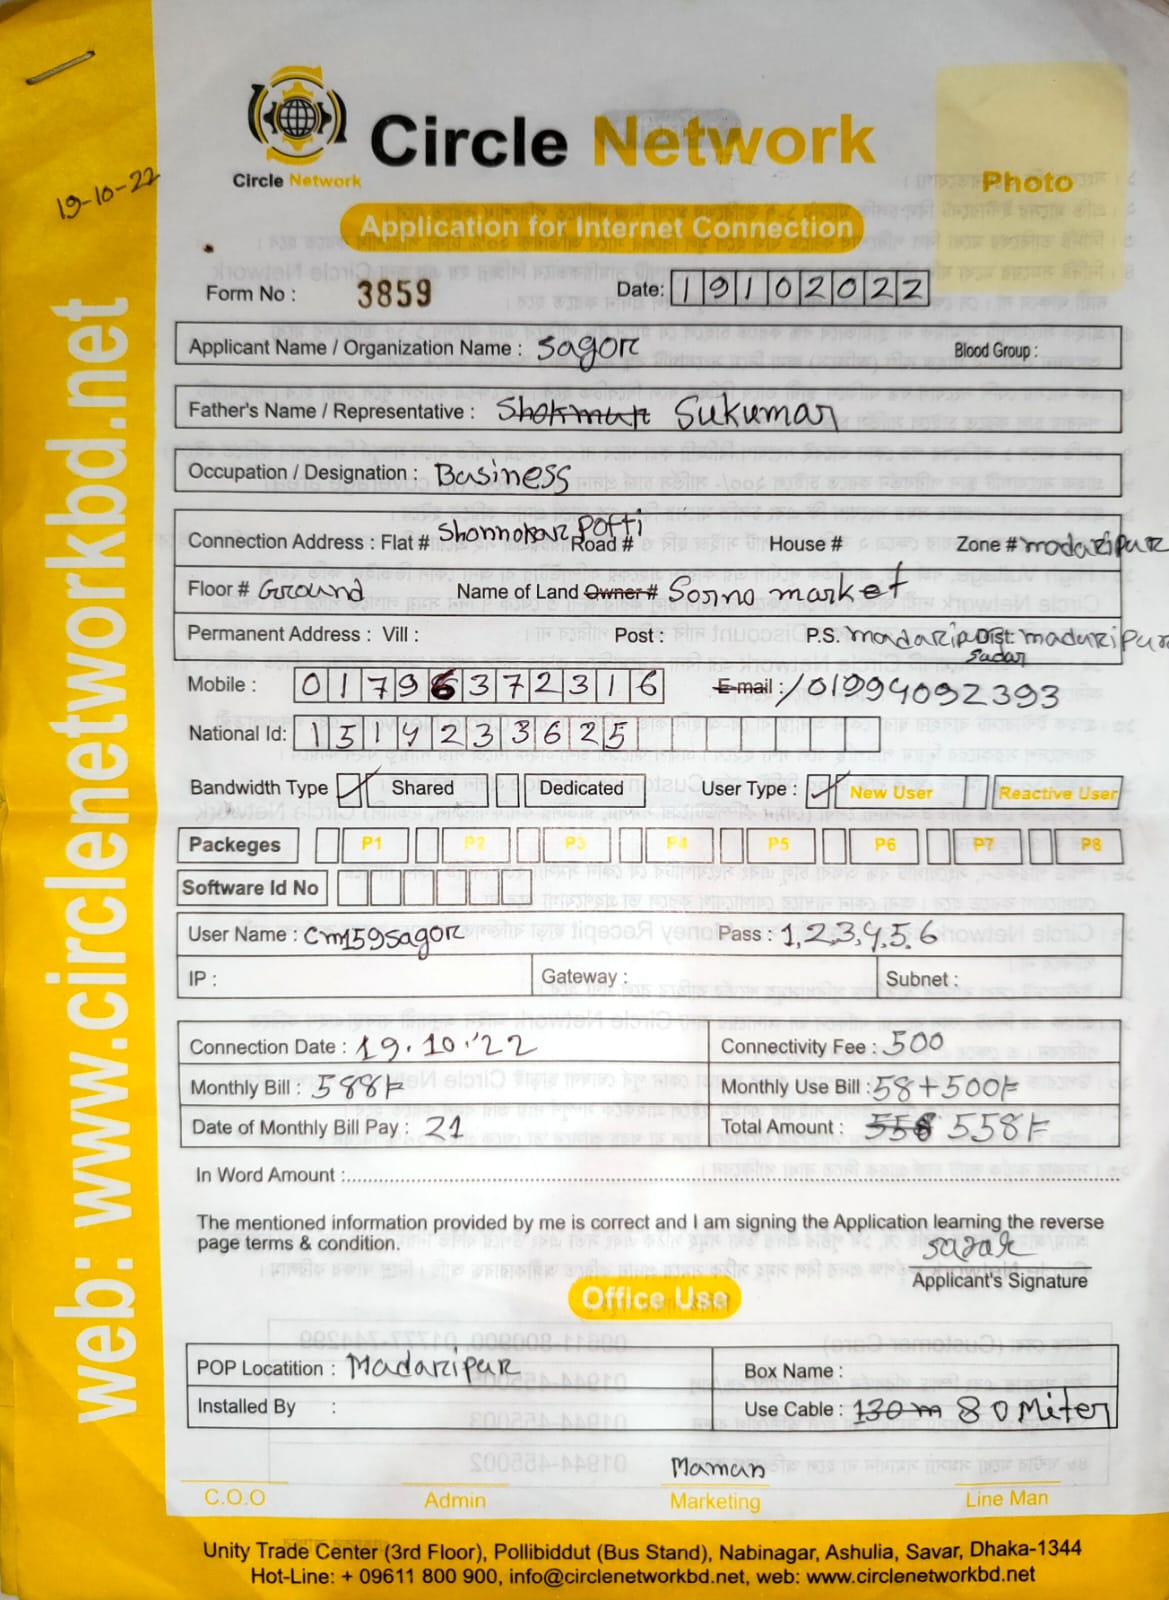 web: www.circlenetworkbd.net
19-10-22
Circle Network
Circle Network
Photo
Application for Internet Connection
Form No : 3859 Date: 19102022
Applicant Name / Organization Name : Sagor Blood Group :
Father's Name / Representative : Sukumar
Occupation / Designation : Business
Connection Address : Flat # Shonnokar Potti Road # House # Zone # madaripur
Floor # Ground Name of Land Owner # Sorno market
Permanent Address : Vill : Post : P.S. madaripur Sadar Dist: madaripur
Mobile : 01796372316 E-mail : /01994092393
National Id: 1514233625
Bandwidth Type Shared Dedicated User Type : New User Reactive User
Packeges P1 P2 P3 P4 P5 P6 P7 P8
Software Id No
User Name : Cm159sagor Pass : 1,2,3,4,5,6
IP : Gateway : Subnet :
Connection Date : 19.10.'22 Connectivity Fee : 500
Monthly Bill : 588/= Monthly Use Bill : 58+500/=
Date of Monthly Bill Pay : 21 Total Amount : 558 558/=
In Word Amount :
The mentioned information provided by me is correct and I am signing the Application learning the reverse
page terms & condition.
Sagor
Applicant's Signature
Office Use
POP Locatition : Madaripur Box Name :
Installed By : Use Cable : 130 m 80 Miter
Maman
C.O.O Admin Marketing Line Man
Unity Trade Center (3rd Floor), Pollibiddut (Bus Stand), Nabinagar, Ashulia, Savar, Dhaka-1344
Hot-Line: + 09611 800 900, info@circlenetworkbd.net, web: www.circlenetworkbd.net